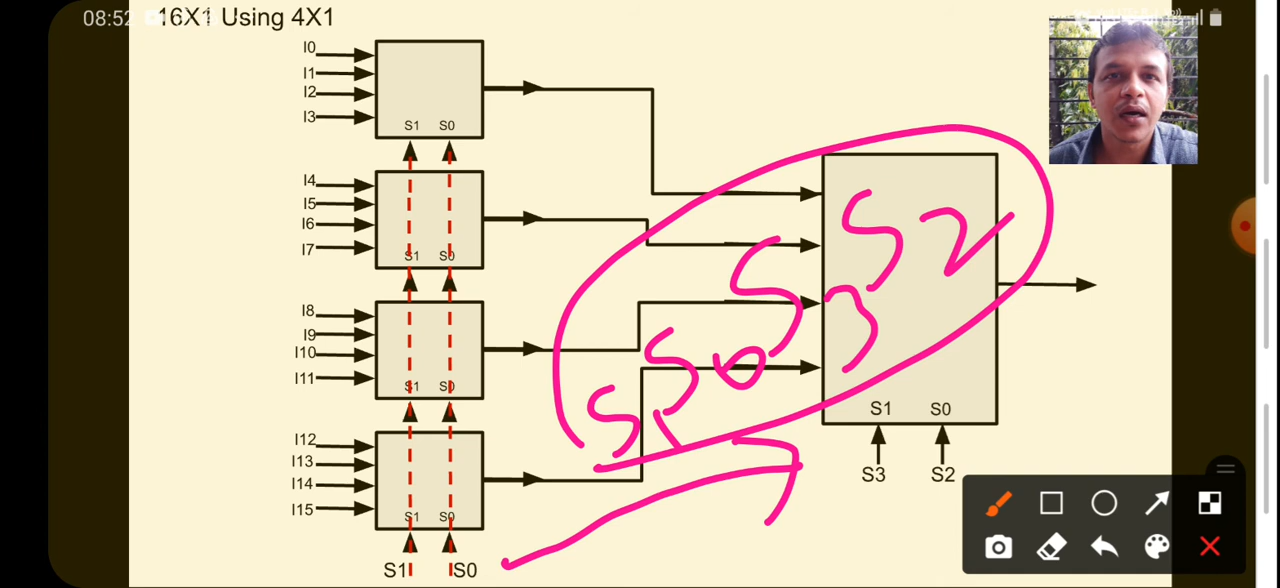 08:52
16X1 Using 4X1
I0
I1
I2
I3
S1 S0
I4
I5
I6
I7
S1 S0
I8
I9
I10
I11
S1 S0
I12
I13
I14
I15
S1 S0
S1 S0
S1 S0 S3 S2
S1 S0
S3 S2